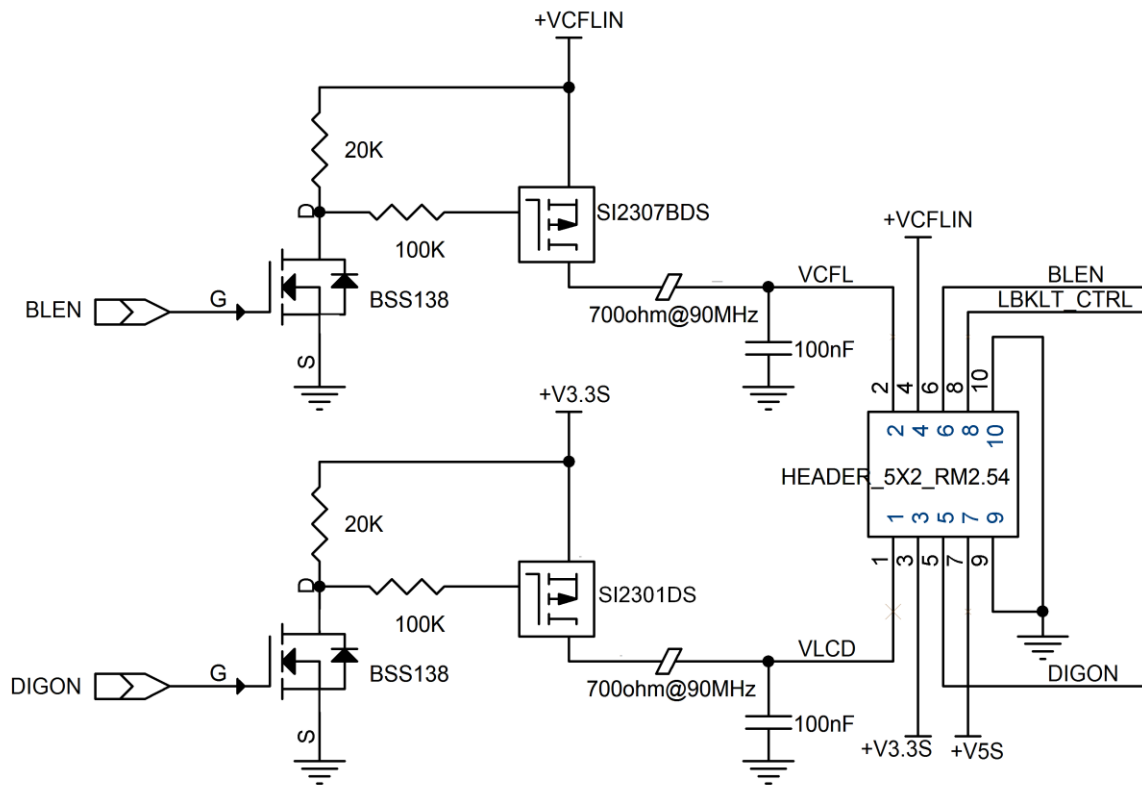 +VCFLIN
20K
D
100K
SI2307BDS
BLEN
G
BSS138
S
700ohm@90MHz
VCFL
100nF
+VCFLIN
BLEN
LBKLT_CTRL
2
4
6
8
10
2
4
6
8
10
HEADER_5X2_RM2.54
1
3
5
7
9
1
3
5
7
9
+V3.3S
20K
D
100K
SI2301DS
DIGON
G
BSS138
S
700ohm@90MHz
VLCD
100nF
DIGON
+V3.3S
+V5S